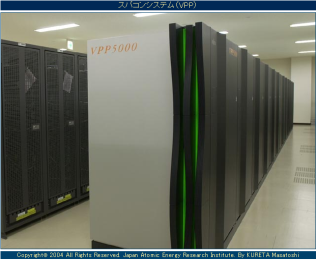 スパコンシステム(VPP)
VPP5000
Copyright@ 2004 All Rights Reserved. Japan Atomic Energy Research Institute. By KURETA Masatoshi